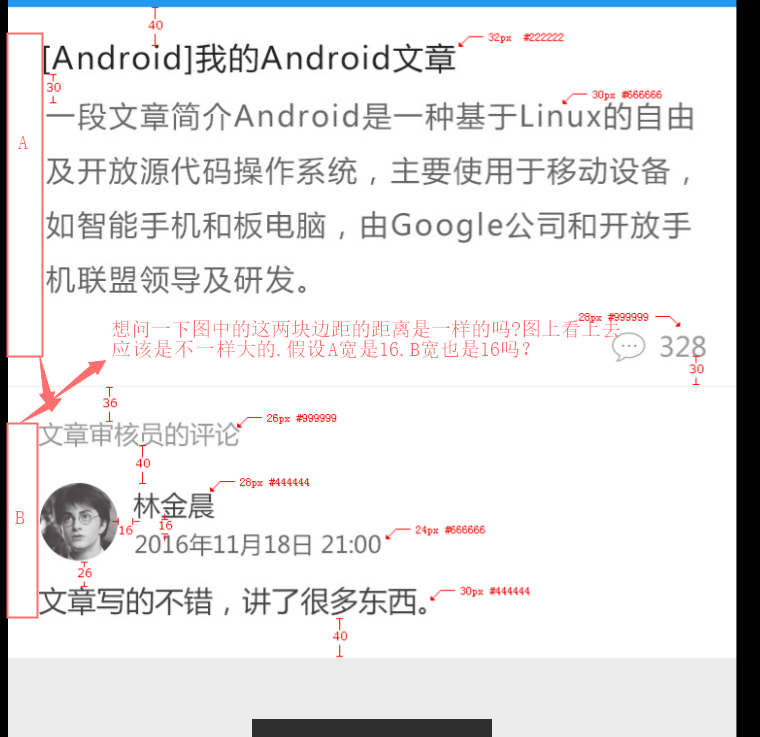 40
32px #222222
[Android]我的Android文章
30
30px #666666
一段文章简介Android是一种基于Linux的自由
及开放源代码操作系统，主要使用于移动设备，
如智能手机和板电脑，由Google公司和开放手
机联盟领导及研发。
A
28px #999999
想问一下图中的这两块边距的距离是一样的吗?图上看上去
应该是不一样大的.假设A宽是16.B宽也是16吗?
328
30
36
26px #999999
文章审核员的评论
40
28px #444444
林金晨
16
16
24px #666666
2016年11月18日 21:00
B
26
30px #444444
文章写的不错，讲了很多东西。
40